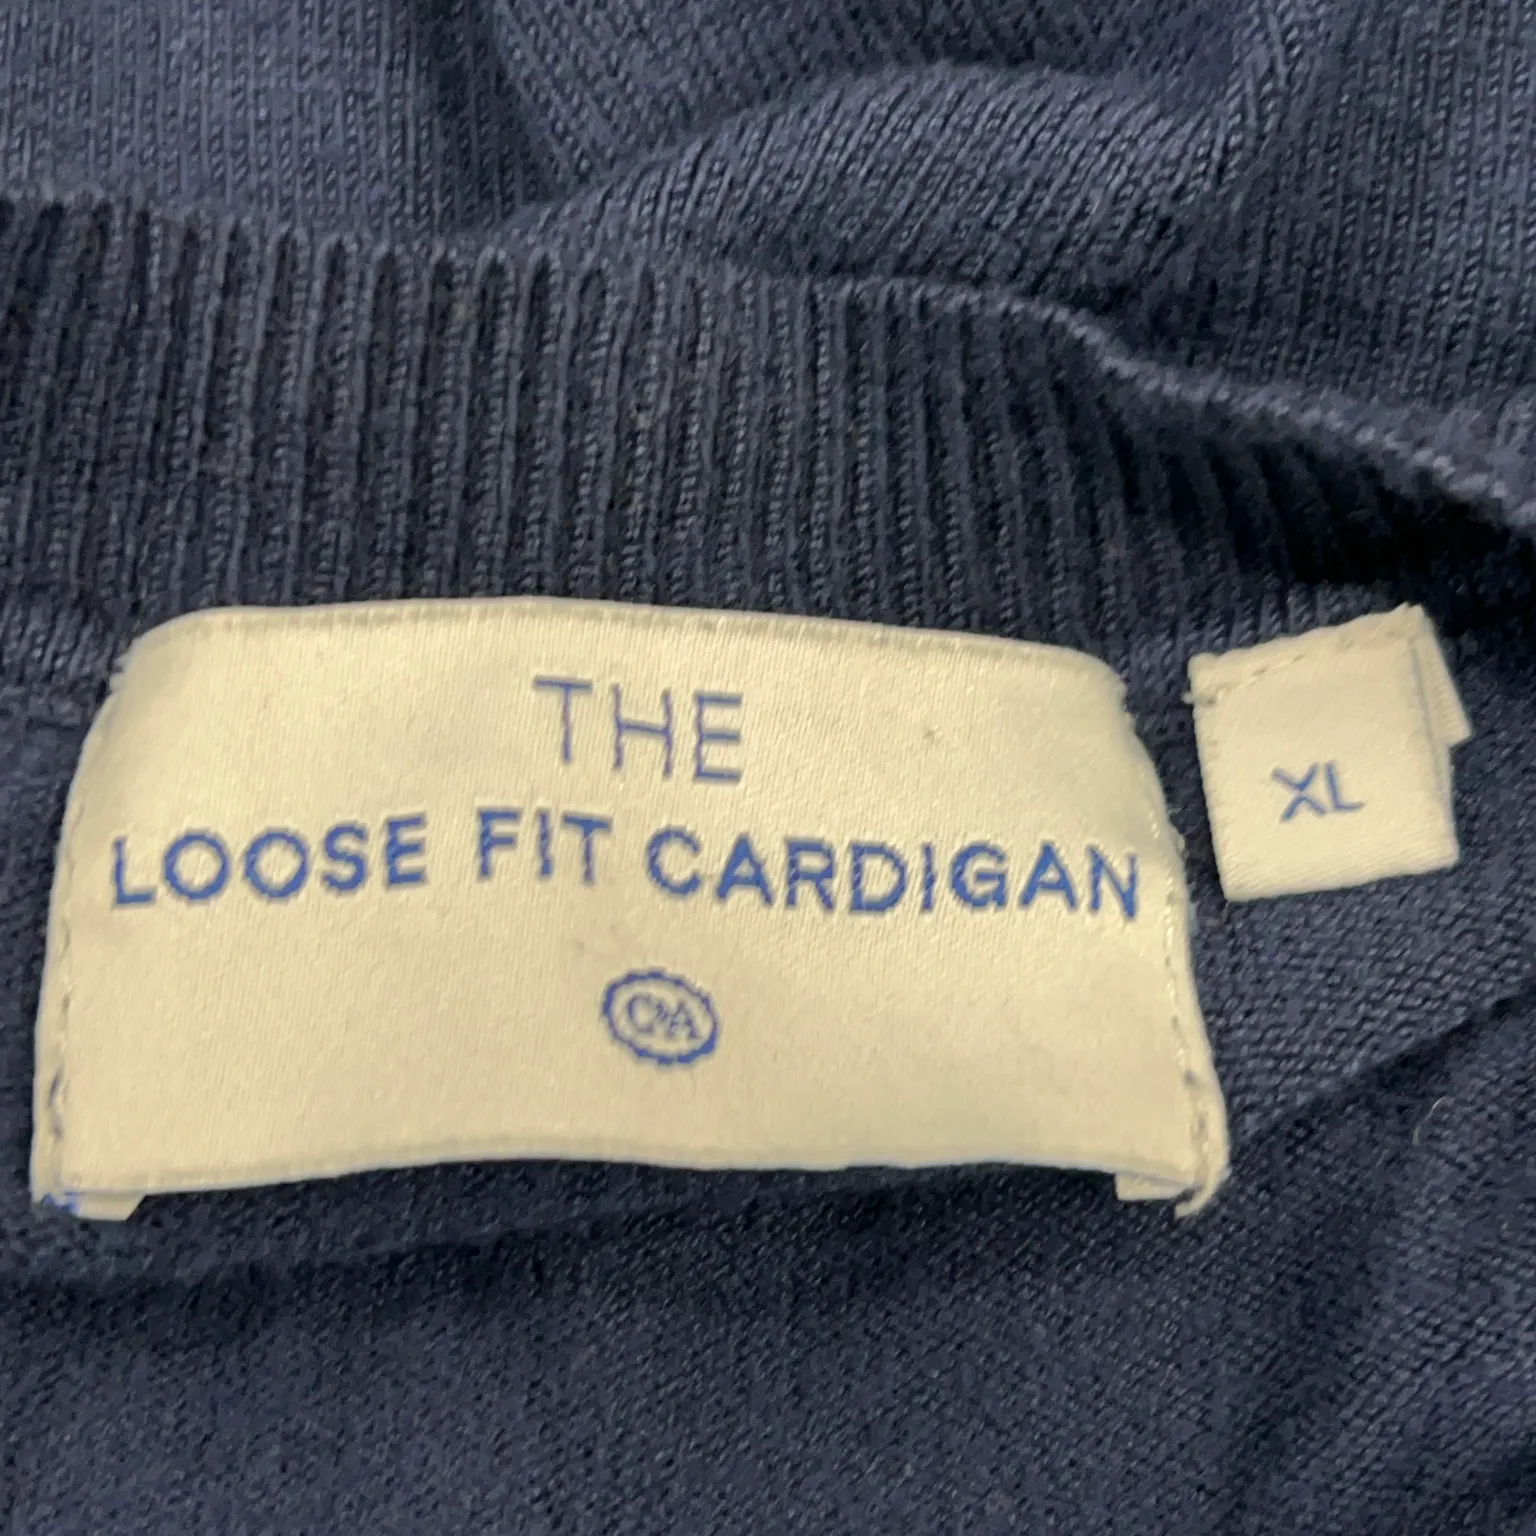 THE
LOOSE FIT CARDIGAN
C&A
XL